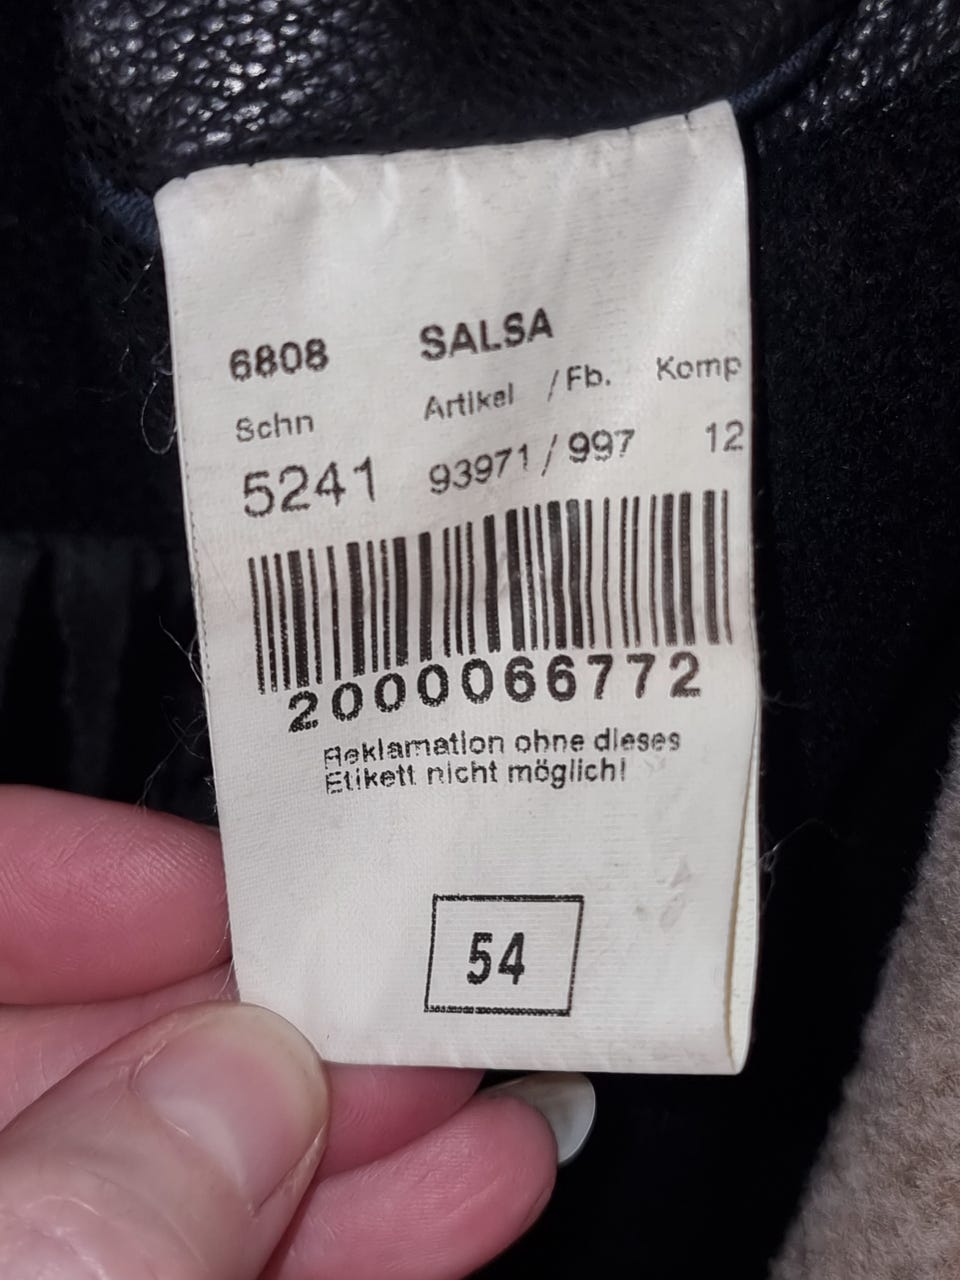 6808 SALSA
Schn Artikel / Fb. Komp
5241 93971 / 997 12
2000066772
Reklamation ohne dieses
Etikett nicht möglich!
54